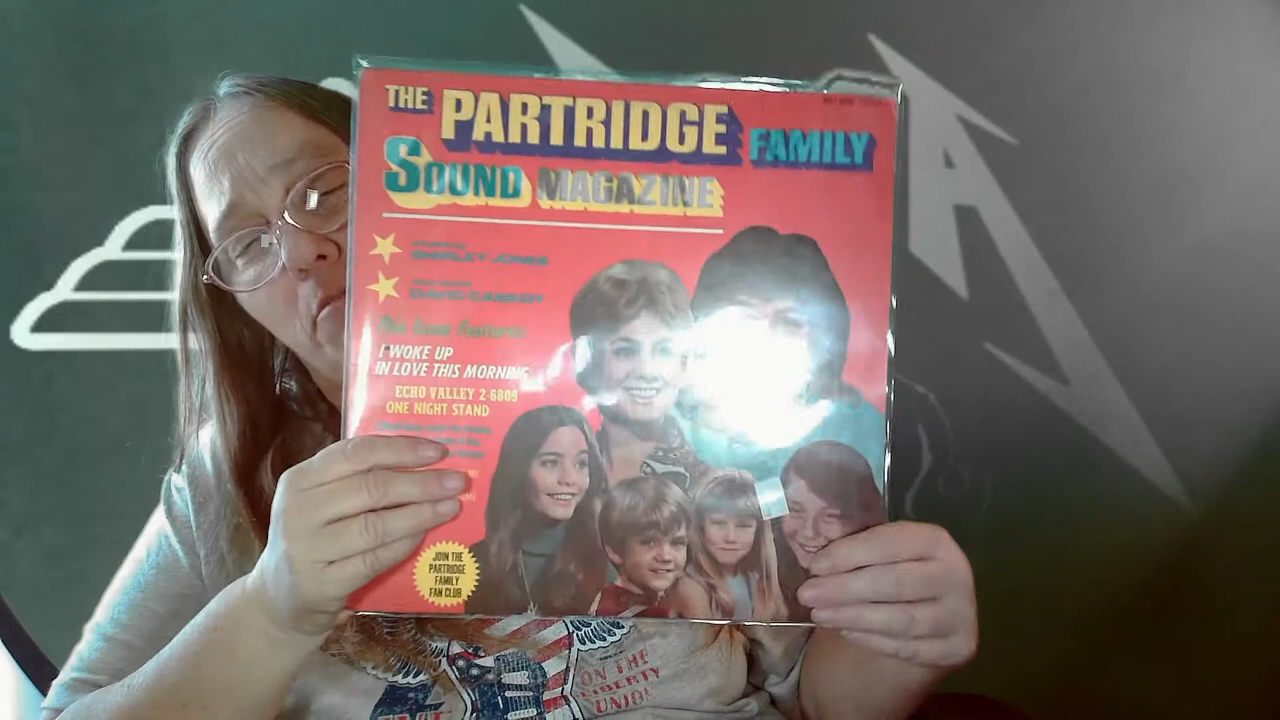 THE PARTRIDGE FAMILY
SOUND MAGAZINE
SHIRLEY JONES
DAVID CASSIDY
This Issue Features:
I WOKE UP
IN LOVE THIS MORNING
ECHO VALLEY 2-6809
ONE NIGHT STAND
JOIN THE
PARTRIDGE
FAMILY
FAN CLUB
A
ON THE
LIBERTY
UNION